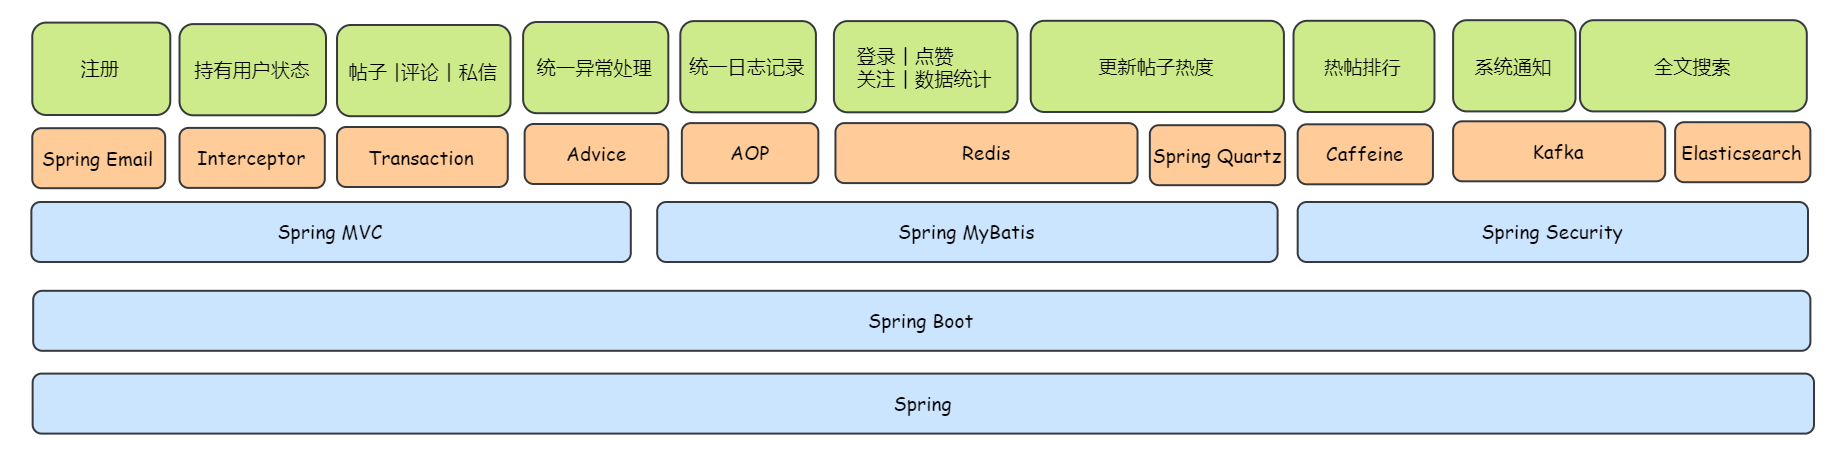 注册
持有用户状态
帖子 |评论 | 私信
统一异常处理
统一日志记录
登录 | 点赞
关注 | 数据统计
更新帖子热度
热帖排行
系统通知
全文搜索
Spring Email
Interceptor
Transaction
Advice
AOP
Redis
Spring Quartz
Caffeine
Kafka
Elasticsearch
Spring MVC
Spring MyBatis
Spring Security
Spring Boot
Spring